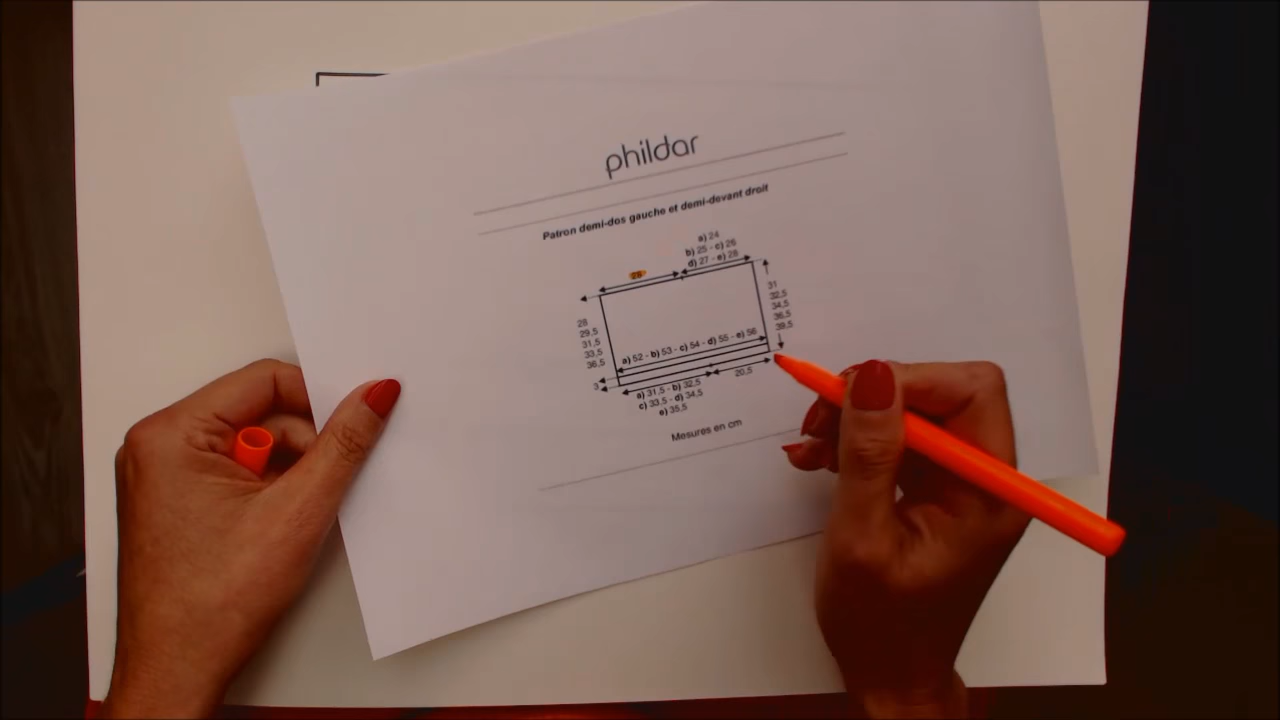 phildar
Patron demi-dos gauche et demi-devant droit
a) 24
b) 25 - c) 26
d) 27 - e) 28
28
28
29,5
31,5
33,5
36,5
31
32,5
34,5
36,5
39,5
a) 52 - b) 53 - c) 54 - d) 55 - e) 56
3
a) 31,5 - b) 32,5
c) 33,5 - d) 34,5
e) 35,5
20,5
Mesures en cm